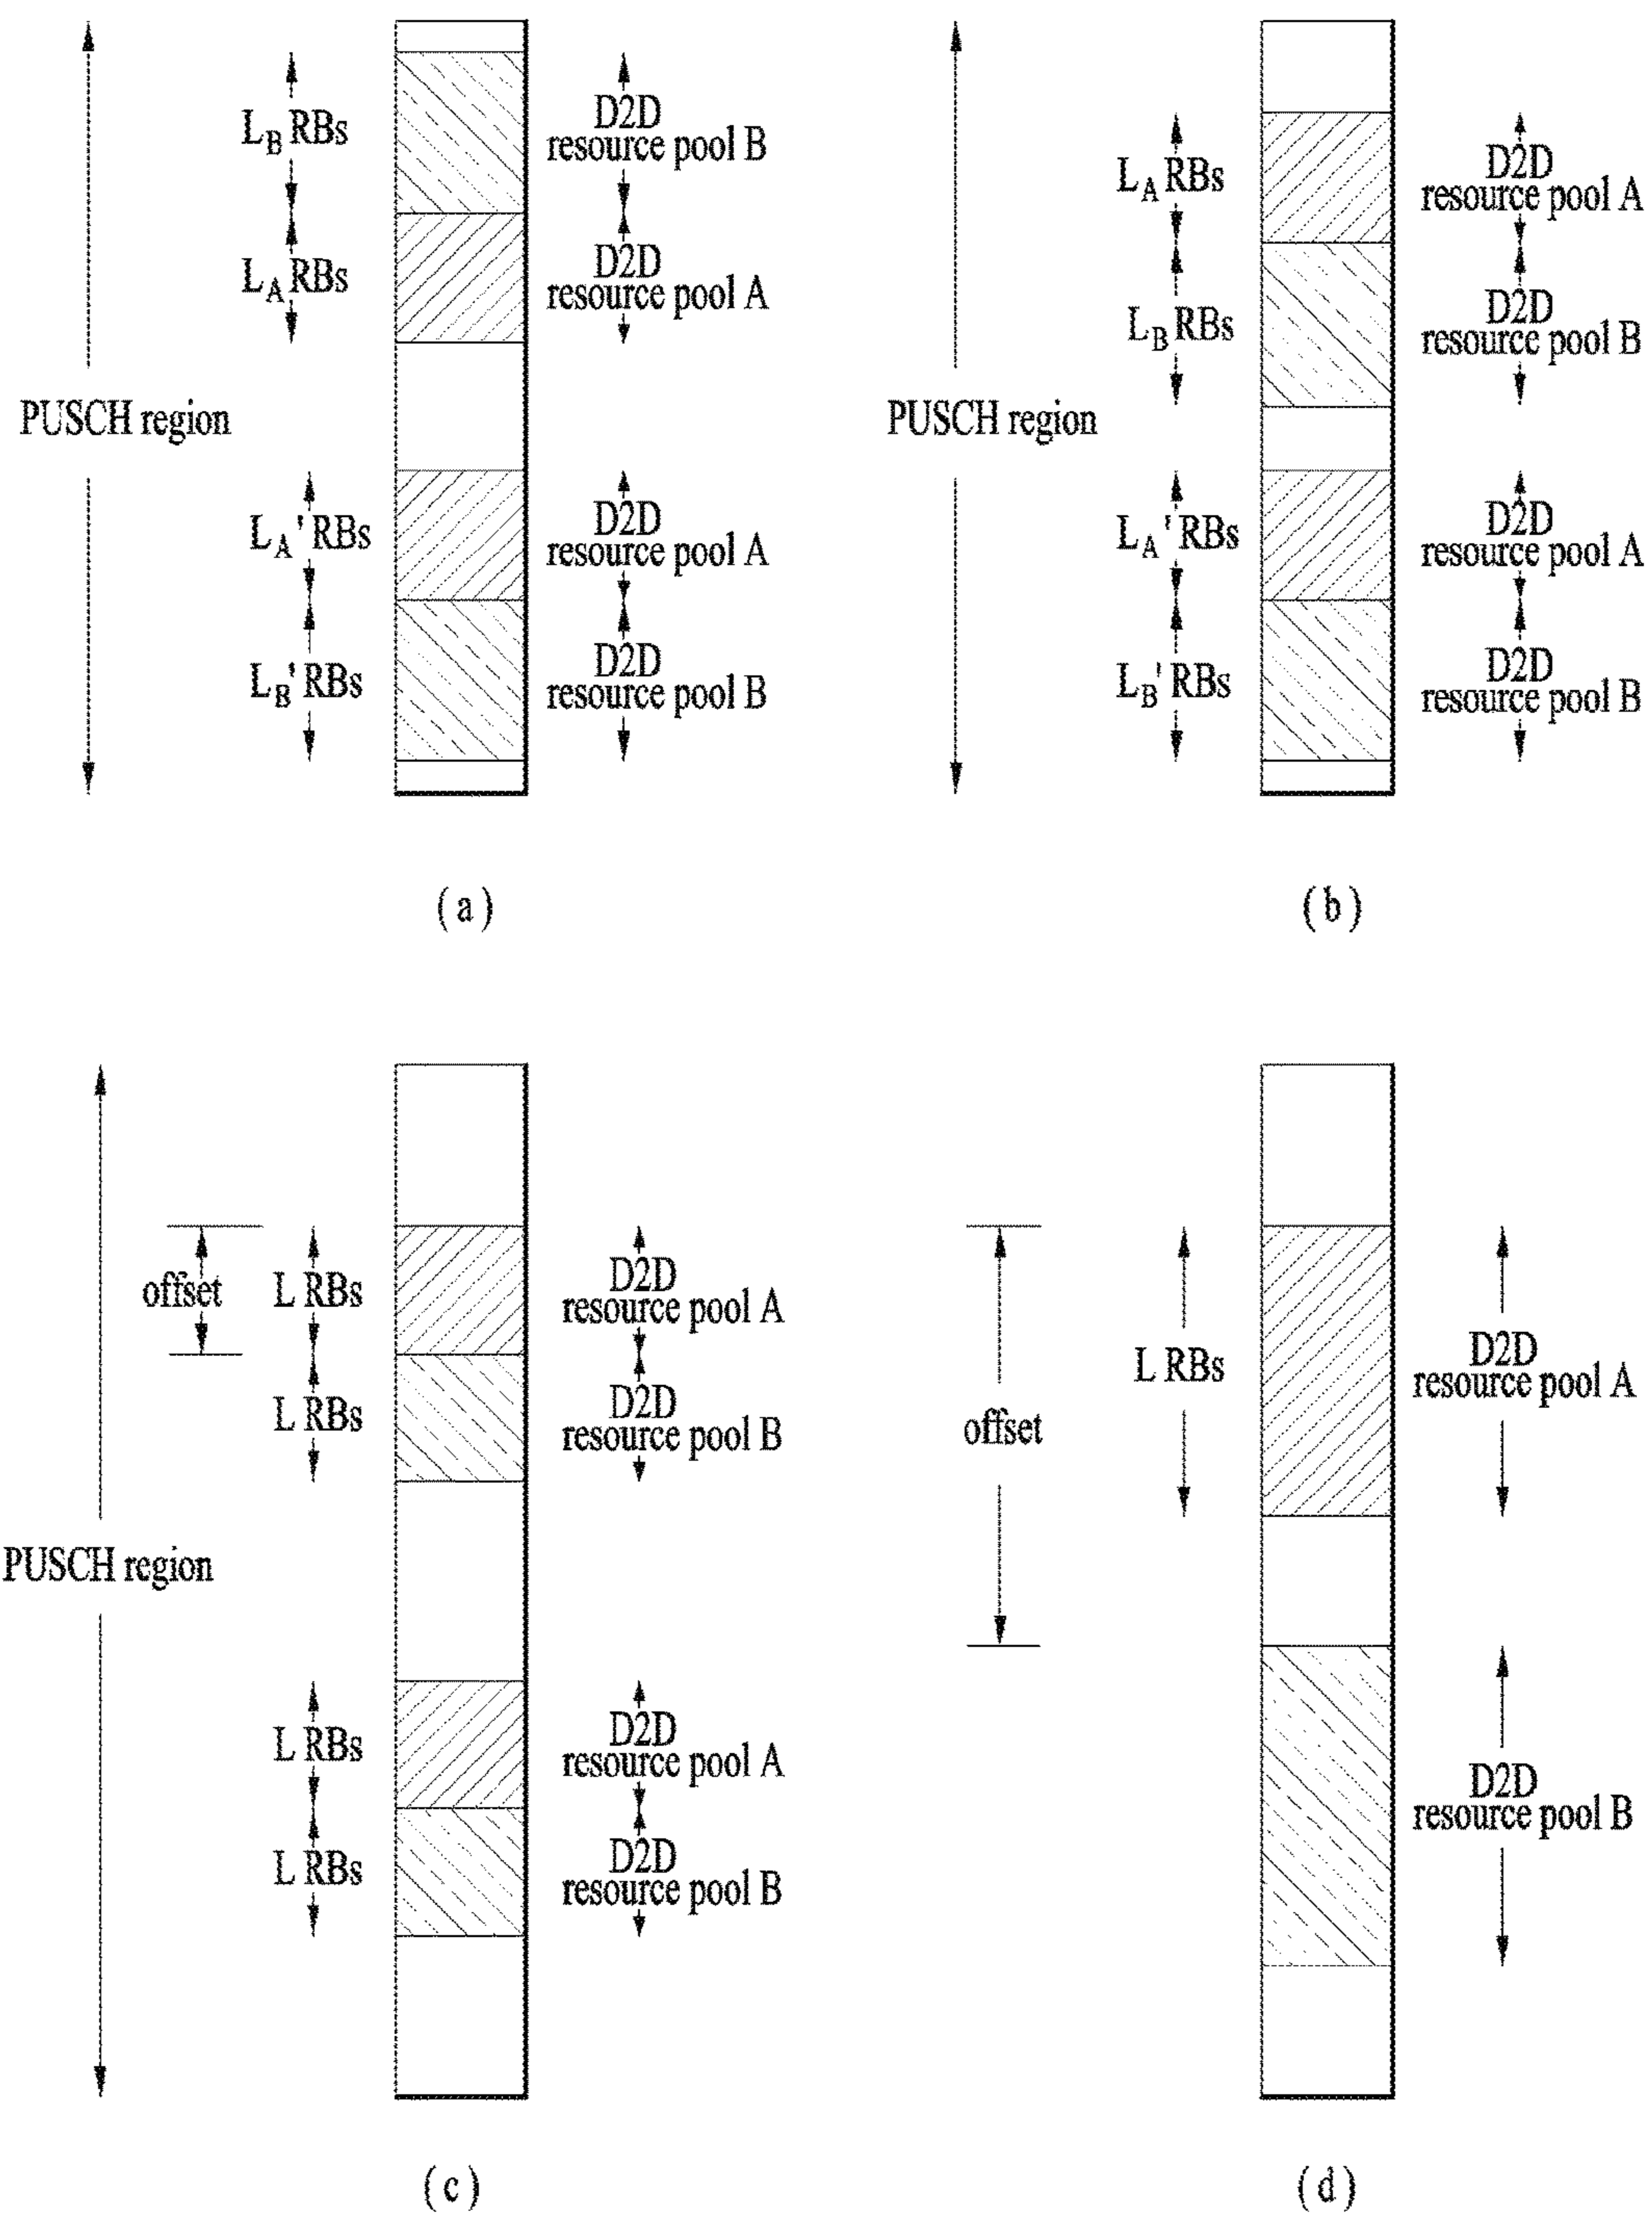 D2D
resource pool B
L_B RBs
D2D
resource pool A
L_A RBs
PUSCH region
D2D
resource pool A
L_A' RBs
D2D
resource pool B
L_B' RBs
(a)
D2D
resource pool A
L_A RBs
D2D
resource pool B
L_B RBs
PUSCH region
D2D
resource pool A
L_A' RBs
D2D
resource pool B
L_B' RBs
(b)
offset
L RBs
D2D
resource pool A
L RBs
D2D
resource pool B
PUSCH region
L RBs
D2D
resource pool A
L RBs
D2D
resource pool B
(c)
L RBs
D2D
resource pool A
offset
D2D
resource pool B
(d)